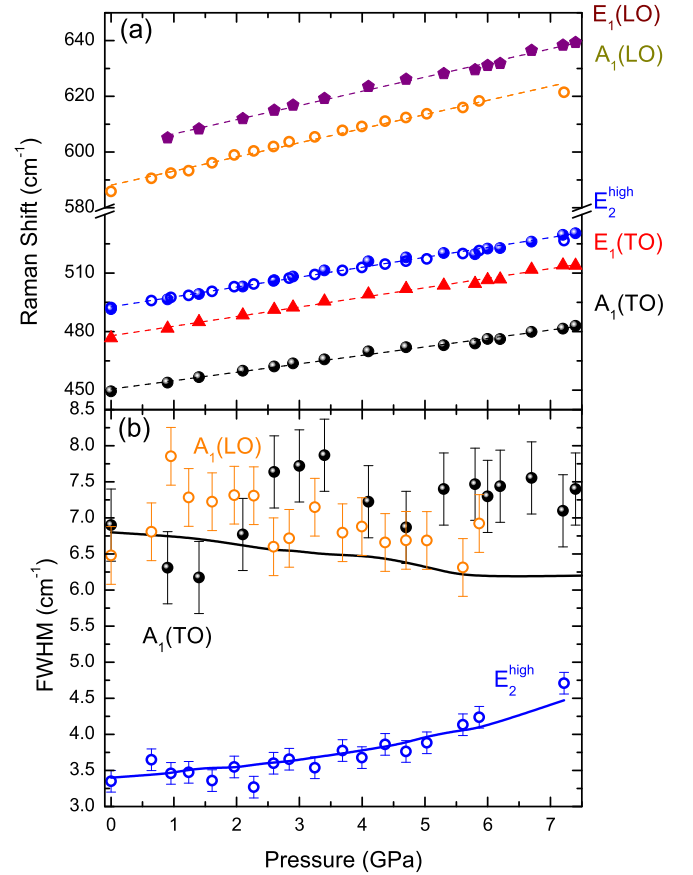 (a)
E1(LO)
A1(LO)
E2high
E1(TO)
A1(TO)
Raman Shift (cm-1)
640
620
600
580
510
480
450
(b)
A1(LO)
A1(TO)
E2high
FWHM (cm-1)
8.5
8.0
7.5
7.0
6.5
6.0
5.0
4.5
4.0
3.5
3.0
0 1 2 3 4 5 6 7
Pressure (GPa)